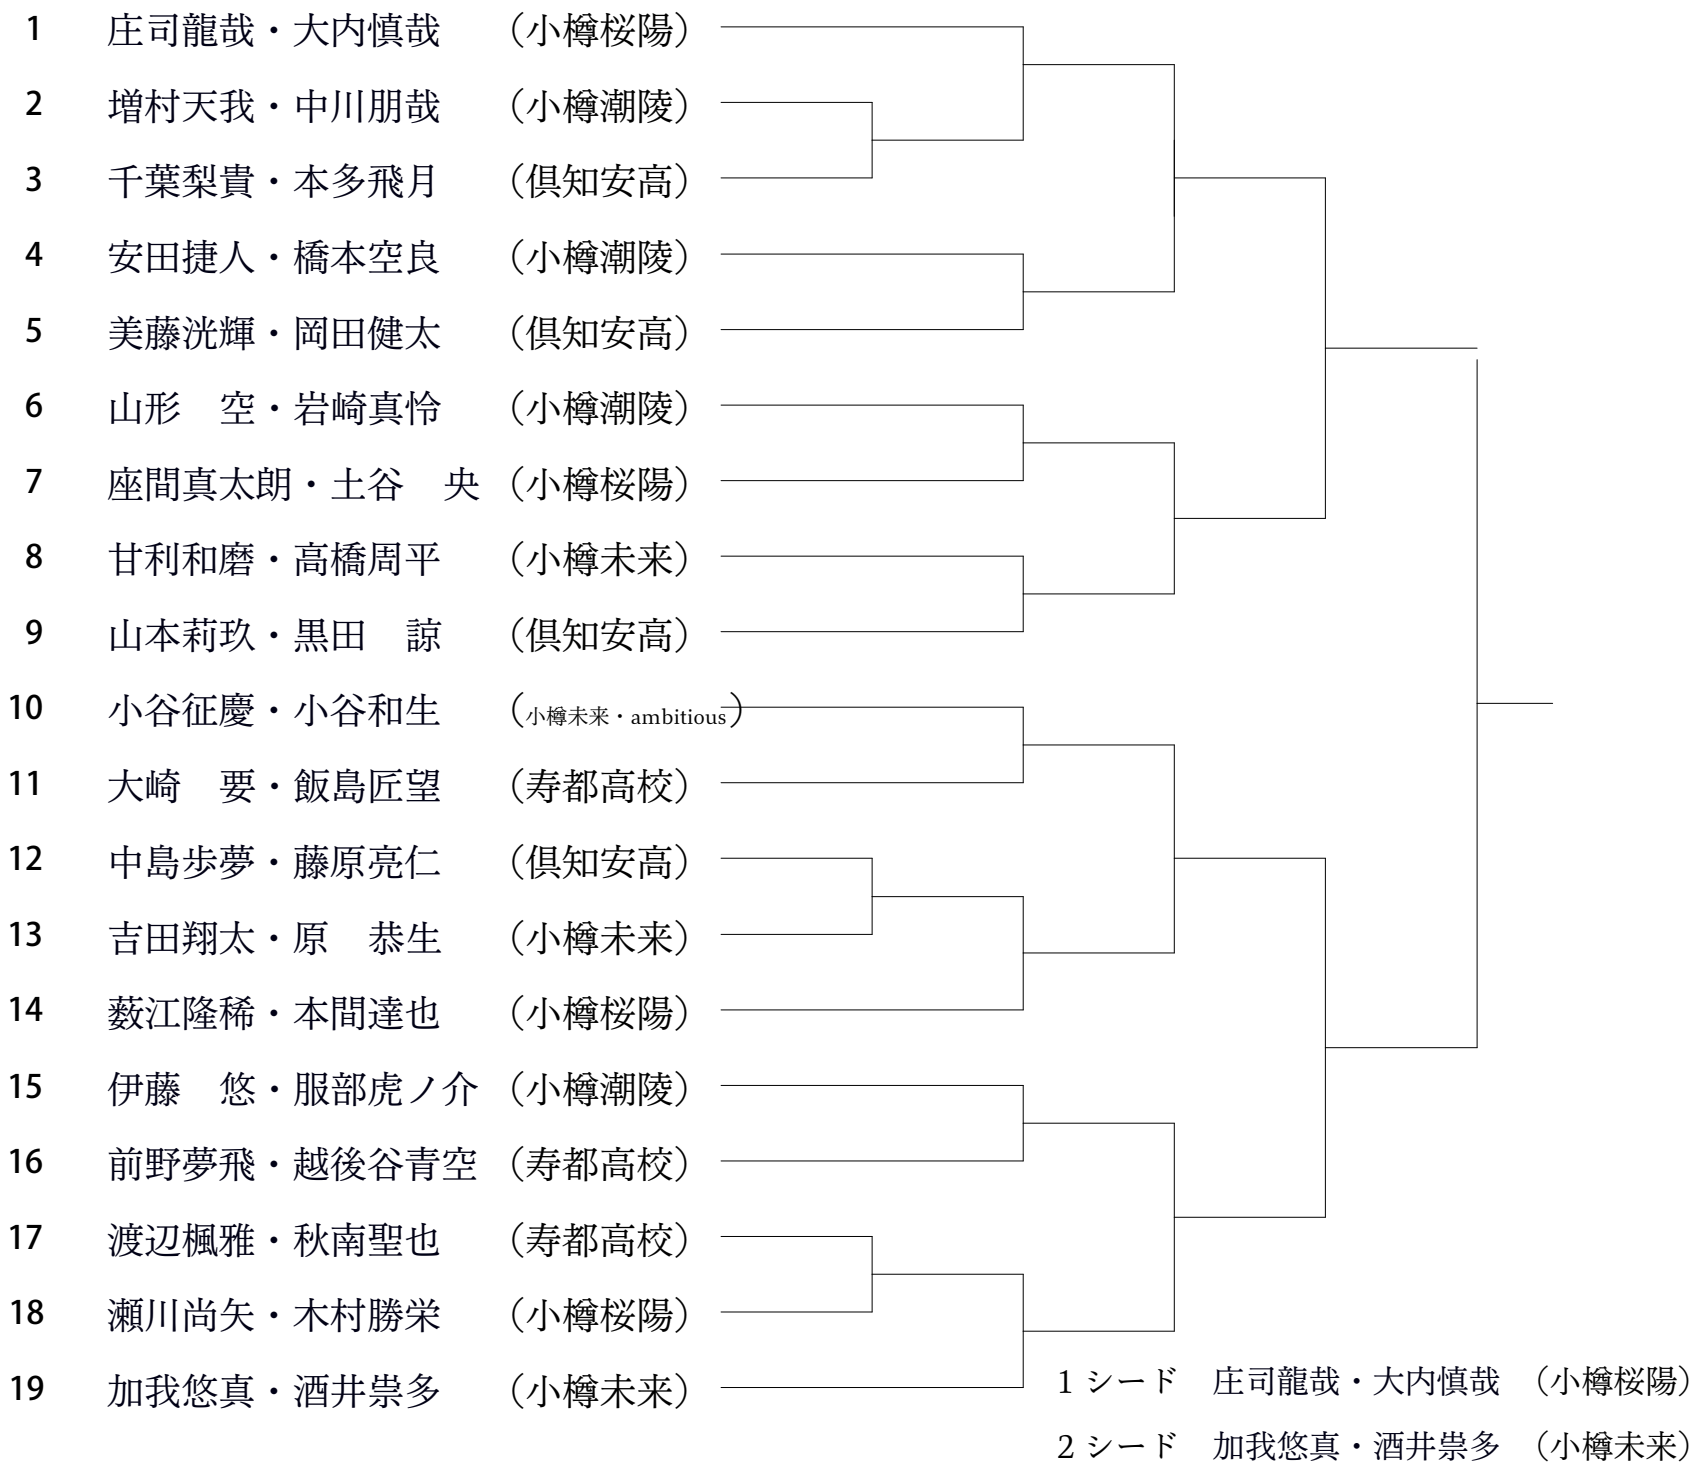 1 庄司龍哉・大内慎哉 （小樽桜陽）
2 増村天我・中川朋哉 （小樽潮陵）
3 千葉梨貴・本多飛月 （倶知安高）
4 安田捷人・橋本空良 （小樽潮陵）
5 美藤洸輝・岡田健太 （倶知安高）
6 山形　空・岩崎真怜 （小樽潮陵）
7 座間真太朗・土谷　央 （小樽桜陽）
8 甘利和磨・高橋周平 （小樽未来）
9 山本莉玖・黒田　諒 （倶知安高）
10 小谷征慶・小谷和生 （小樽未来・ambitious）
11 大崎　要・飯島匠望 （寿都高校）
12 中島歩夢・藤原亮仁 （倶知安高）
13 吉田翔太・原　恭生 （小樽未来）
14 薮江隆稀・本間達也 （小樽桜陽）
15 伊藤　悠・服部虎ノ介 （小樽潮陵）
16 前野夢飛・越後谷青空 （寿都高校）
17 渡辺楓雅・秋南聖也 （寿都高校）
18 瀬川尚矢・木村勝栄 （小樽桜陽）
19 加我悠真・酒井祟多 （小樽未来）
1 シード　庄司龍哉・大内慎哉　（小樽桜陽）
2 シード　加我悠真・酒井祟多　（小樽未来）